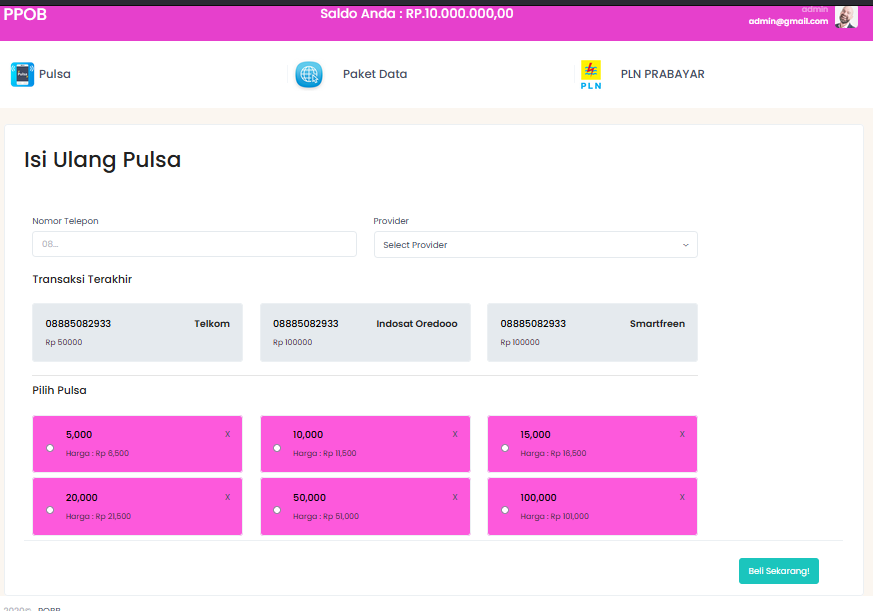 PPOB
Saldo Anda : RP.10.000.000,00
admin
admin@gmail.com
Pulsa
Paket Data
PLN
PLN PRABAYAR
Isi Ulang Pulsa
Nomor Telepon
Provider
08...
Select Provider
Transaksi Terakhir
08885082933 Telkom
Rp 50000
08885082933 Indosat Oredooo
Rp 100000
08885082933 Smartfreen
Rp 100000
Pilih Pulsa
5,000 X
Harga : Rp 6,500
10,000 X
Harga : Rp 11,500
15,000 X
Harga : Rp 16,500
20,000 X
Harga : Rp 21,500
50,000 X
Harga : Rp 51,000
100,000 X
Harga : Rp 101,000
Beli Sekarang!